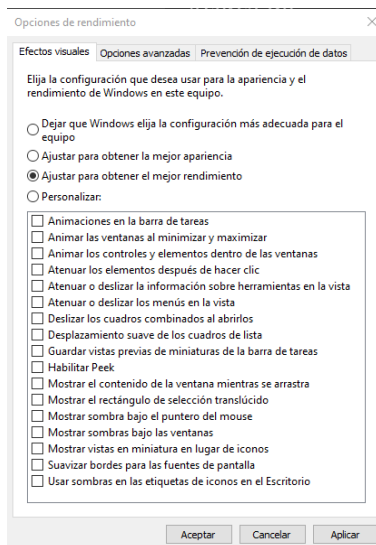 Opciones de rendimiento
Efectos visuales Opciones avanzadas Prevención de ejecución de datos
Elija la configuración que desea usar para la apariencia y el
rendimiento de Windows en este equipo.
Dejar que Windows elija la configuración más adecuada para el
equipo
Ajustar para obtener la mejor apariencia
Ajustar para obtener el mejor rendimiento
Personalizar:
Animaciones en la barra de tareas
Animar las ventanas al minimizar y maximizar
Animar los controles y elementos dentro de las ventanas
Atenuar los elementos después de hacer clic
Atenuar o deslizar la información sobre herramientas en la vista
Atenuar o deslizar los menús en la vista
Deslizar los cuadros combinados al abrirlos
Desplazamiento suave de los cuadros de lista
Guardar vistas previas de miniaturas de la barra de tareas
Habilitar Peek
Mostrar el contenido de la ventana mientras se arrastra
Mostrar el rectángulo de selección translúcido
Mostrar sombra bajo el puntero del mouse
Mostrar sombras bajo las ventanas
Mostrar vistas en miniatura en lugar de iconos
Suavizar bordes para las fuentes de pantalla
Usar sombras en las etiquetas de iconos en el Escritorio
Aceptar Cancelar Aplicar